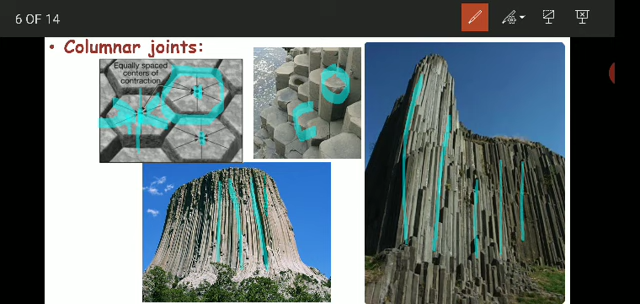 6 OF 14
• Columnar joints:
Equally spaced
centers of
contraction